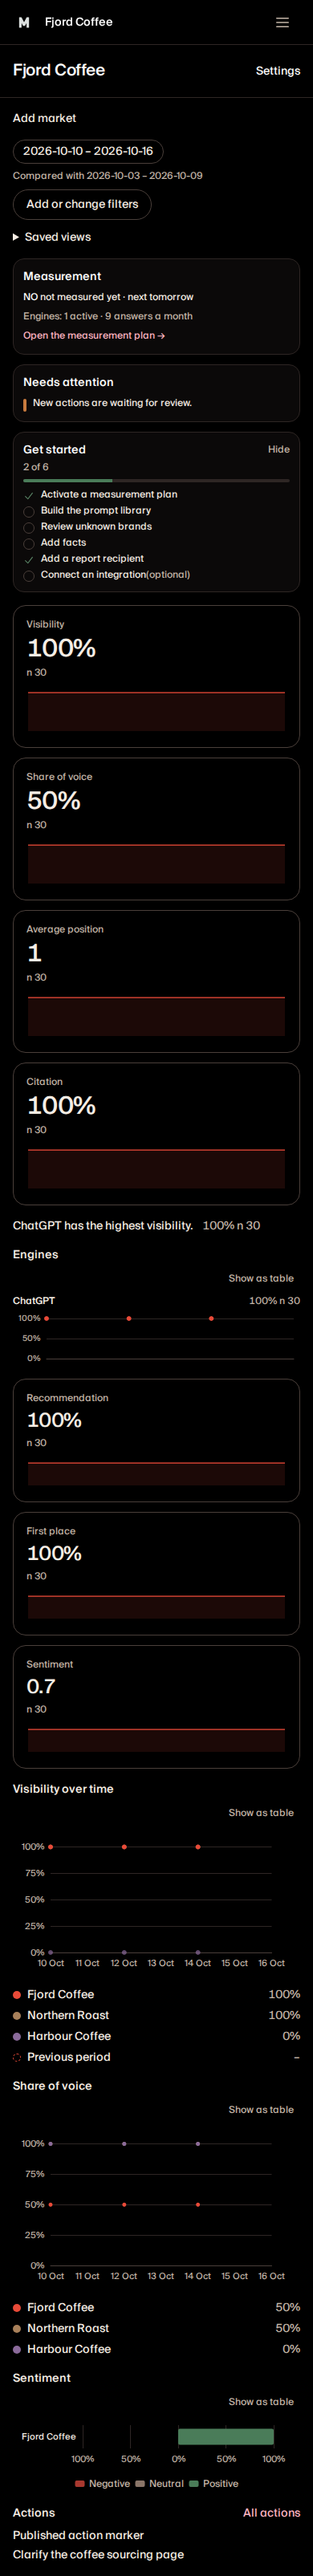 M Fjord Coffee
Fjord Coffee Settings
Add market
2026-10-10 – 2026-10-16
Compared with 2026-10-03 – 2026-10-09
Add or change filters
Saved views
Measurement
NO not measured yet · next tomorrow
Engines: 1 active · 9 answers a month
Open the measurement plan →
Needs attention
New actions are waiting for review.
Get started Hide
2 of 6
Activate a measurement plan
Build the prompt library
Review unknown brands
Add facts
Add a report recipient
Connect an integration(optional)
Visibility
100%
n 30
Share of voice
50%
n 30
Average position
1
n 30
Citation
100%
n 30
ChatGPT has the highest visibility. 100% n 30
Engines
Show as table
ChatGPT 100% n 30
100%
50%
0%
Recommendation
100%
n 30
First place
100%
n 30
Sentiment
0.7
n 30
Visibility over time
Show as table
100%
75%
50%
25%
0%
10 Oct 11 Oct 12 Oct 13 Oct 14 Oct 15 Oct 16 Oct
Fjord Coffee 100%
Northern Roast 100%
Harbour Coffee 0%
Previous period –
Share of voice
Show as table
100%
75%
50%
25%
0%
10 Oct 11 Oct 12 Oct 13 Oct 14 Oct 15 Oct 16 Oct
Fjord Coffee 50%
Northern Roast 50%
Harbour Coffee 0%
Sentiment
Show as table
Fjord Coffee
100% 50% 0% 50% 100%
Negative Neutral Positive
Actions All actions
Published action marker
Clarify the coffee sourcing page